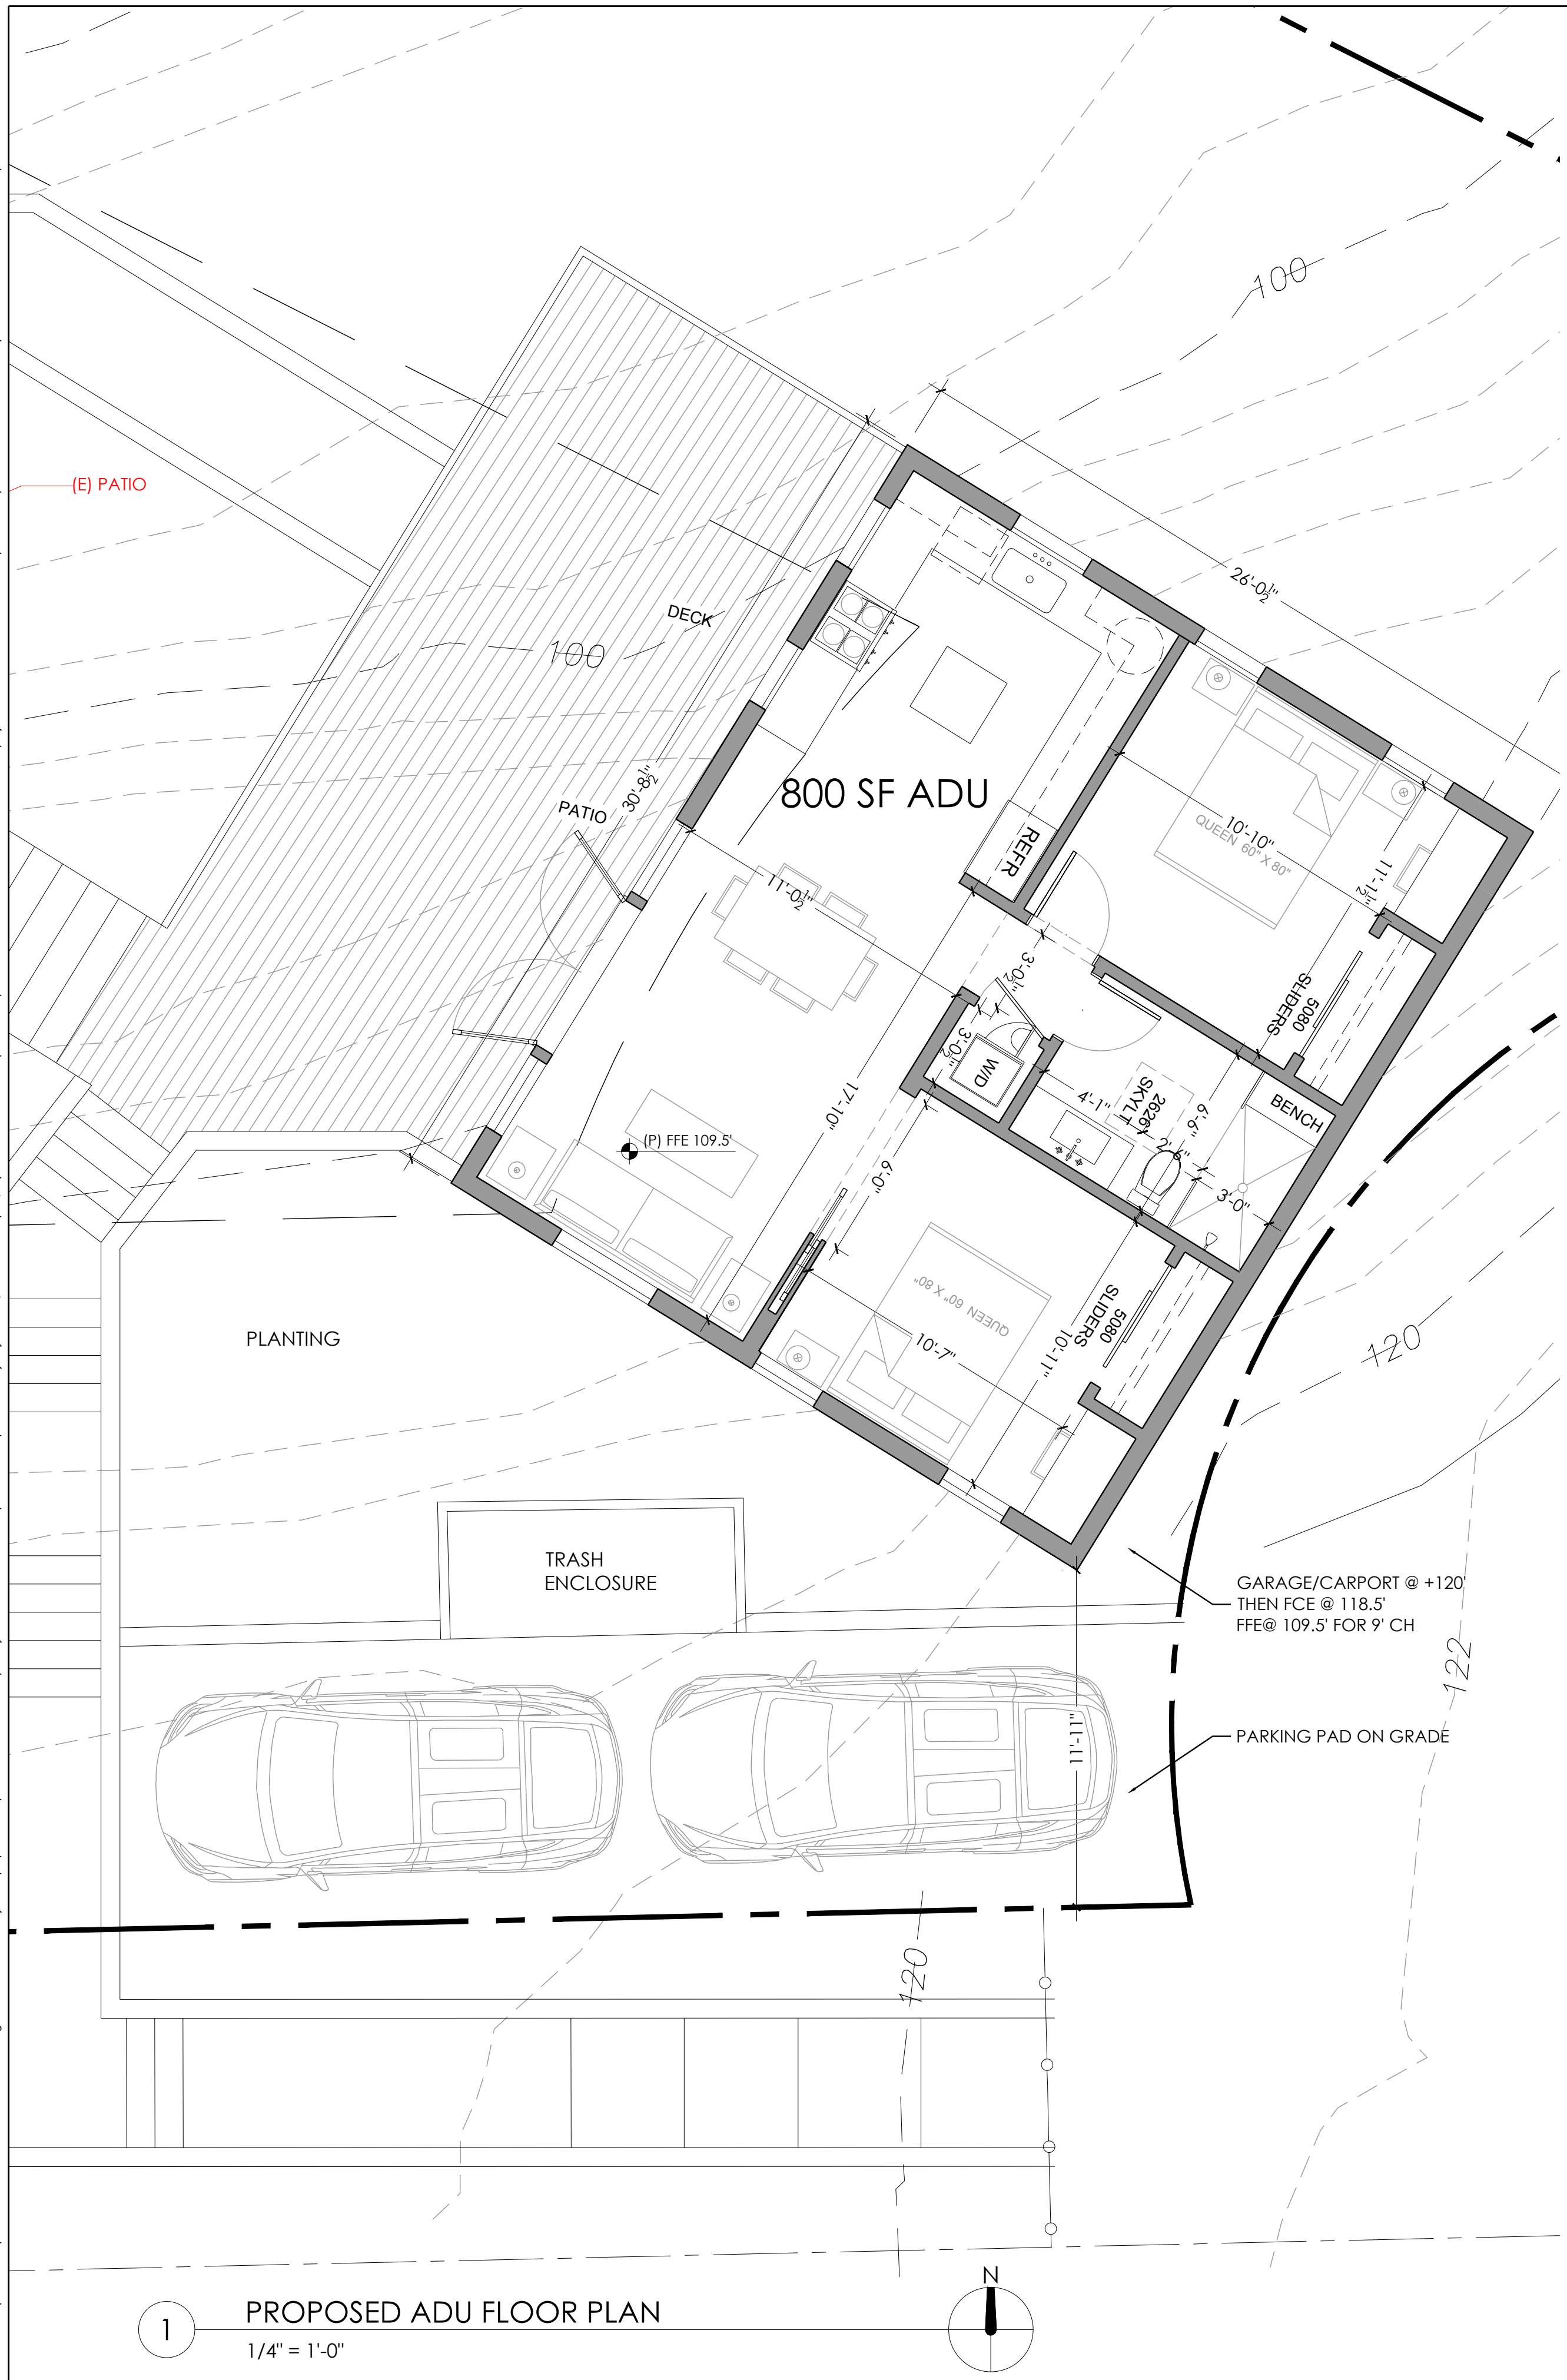 100
(E) PATIO
26'-0½"
DECK
100
30'-8½"
800 SF ADU
PATIO
REFR
10'-10"
QUEEN 60" X 80"
11'-1½"
11'-0½"
3'-0½"
5080
SLIDERS
3'-0½"
W/D
17'-10"
4'-1"
2626
SKYLT
6'-6"
BENCH
2'-6"
3'-0"
(P) FFE 109.5'
6'-0"
QUEEN 60" X 80"
5080
SLIDERS
10'-7"
10'-11"
PLANTING
120
TRASH
ENCLOSURE
GARAGE/CARPORT @ +120'
THEN FCE @ 118.5'
FFE@ 109.5' FOR 9' CH
122
11'-11"
PARKING PAD ON GRADE
120
N
1
PROPOSED ADU FLOOR PLAN
1/4" = 1'-0"